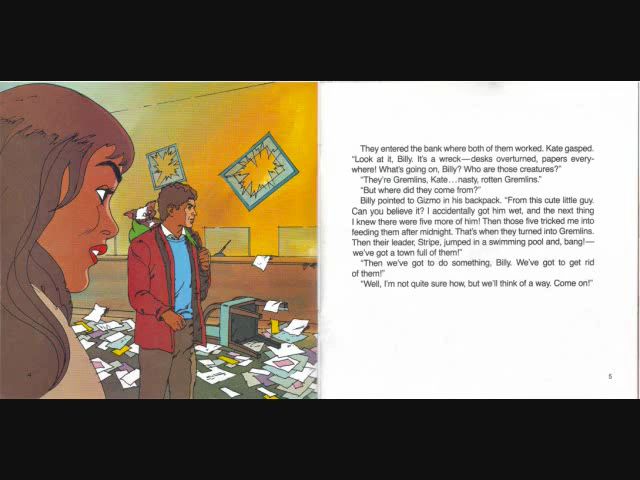 They entered the bank where both of them worked. Kate gasped.
"Look at it, Billy. It's a wreck—desks overturned, papers every-
where! What's going on, Billy? Who are those creatures?"
"They're Gremlins, Kate...nasty, rotten Gremlins."
"But where did they come from?"
Billy pointed to Gizmo in his backpack. "From this cute little guy.
Can you believe it? I accidentally got him wet, and the next thing
I knew there were five more of him! Then those five tricked me into
feeding them after midnight. That's when they turned into Gremlins.
Then their leader, Stripe, jumped in a swimming pool and, bang!—
we've got a town full of them!"
"Then we've got to do something, Billy. We've got to get rid
of them!"
"Well, I'm not quite sure how, but we'll think of a way. Come on!"
4
5